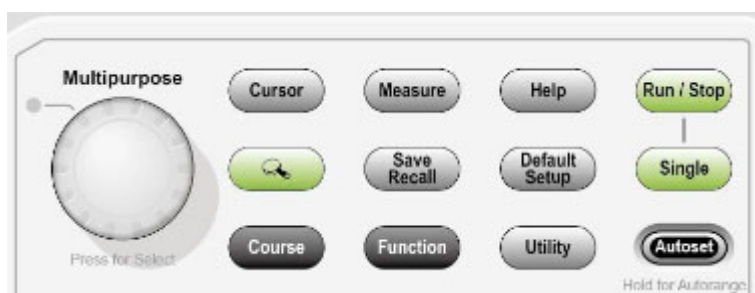 Multipurpose
Cursor
Measure
Help
Run / Stop
Save
Recall
Default
Setup
Single
Course
Function
Utility
Autoset
Press for Select
Hold for Autorange